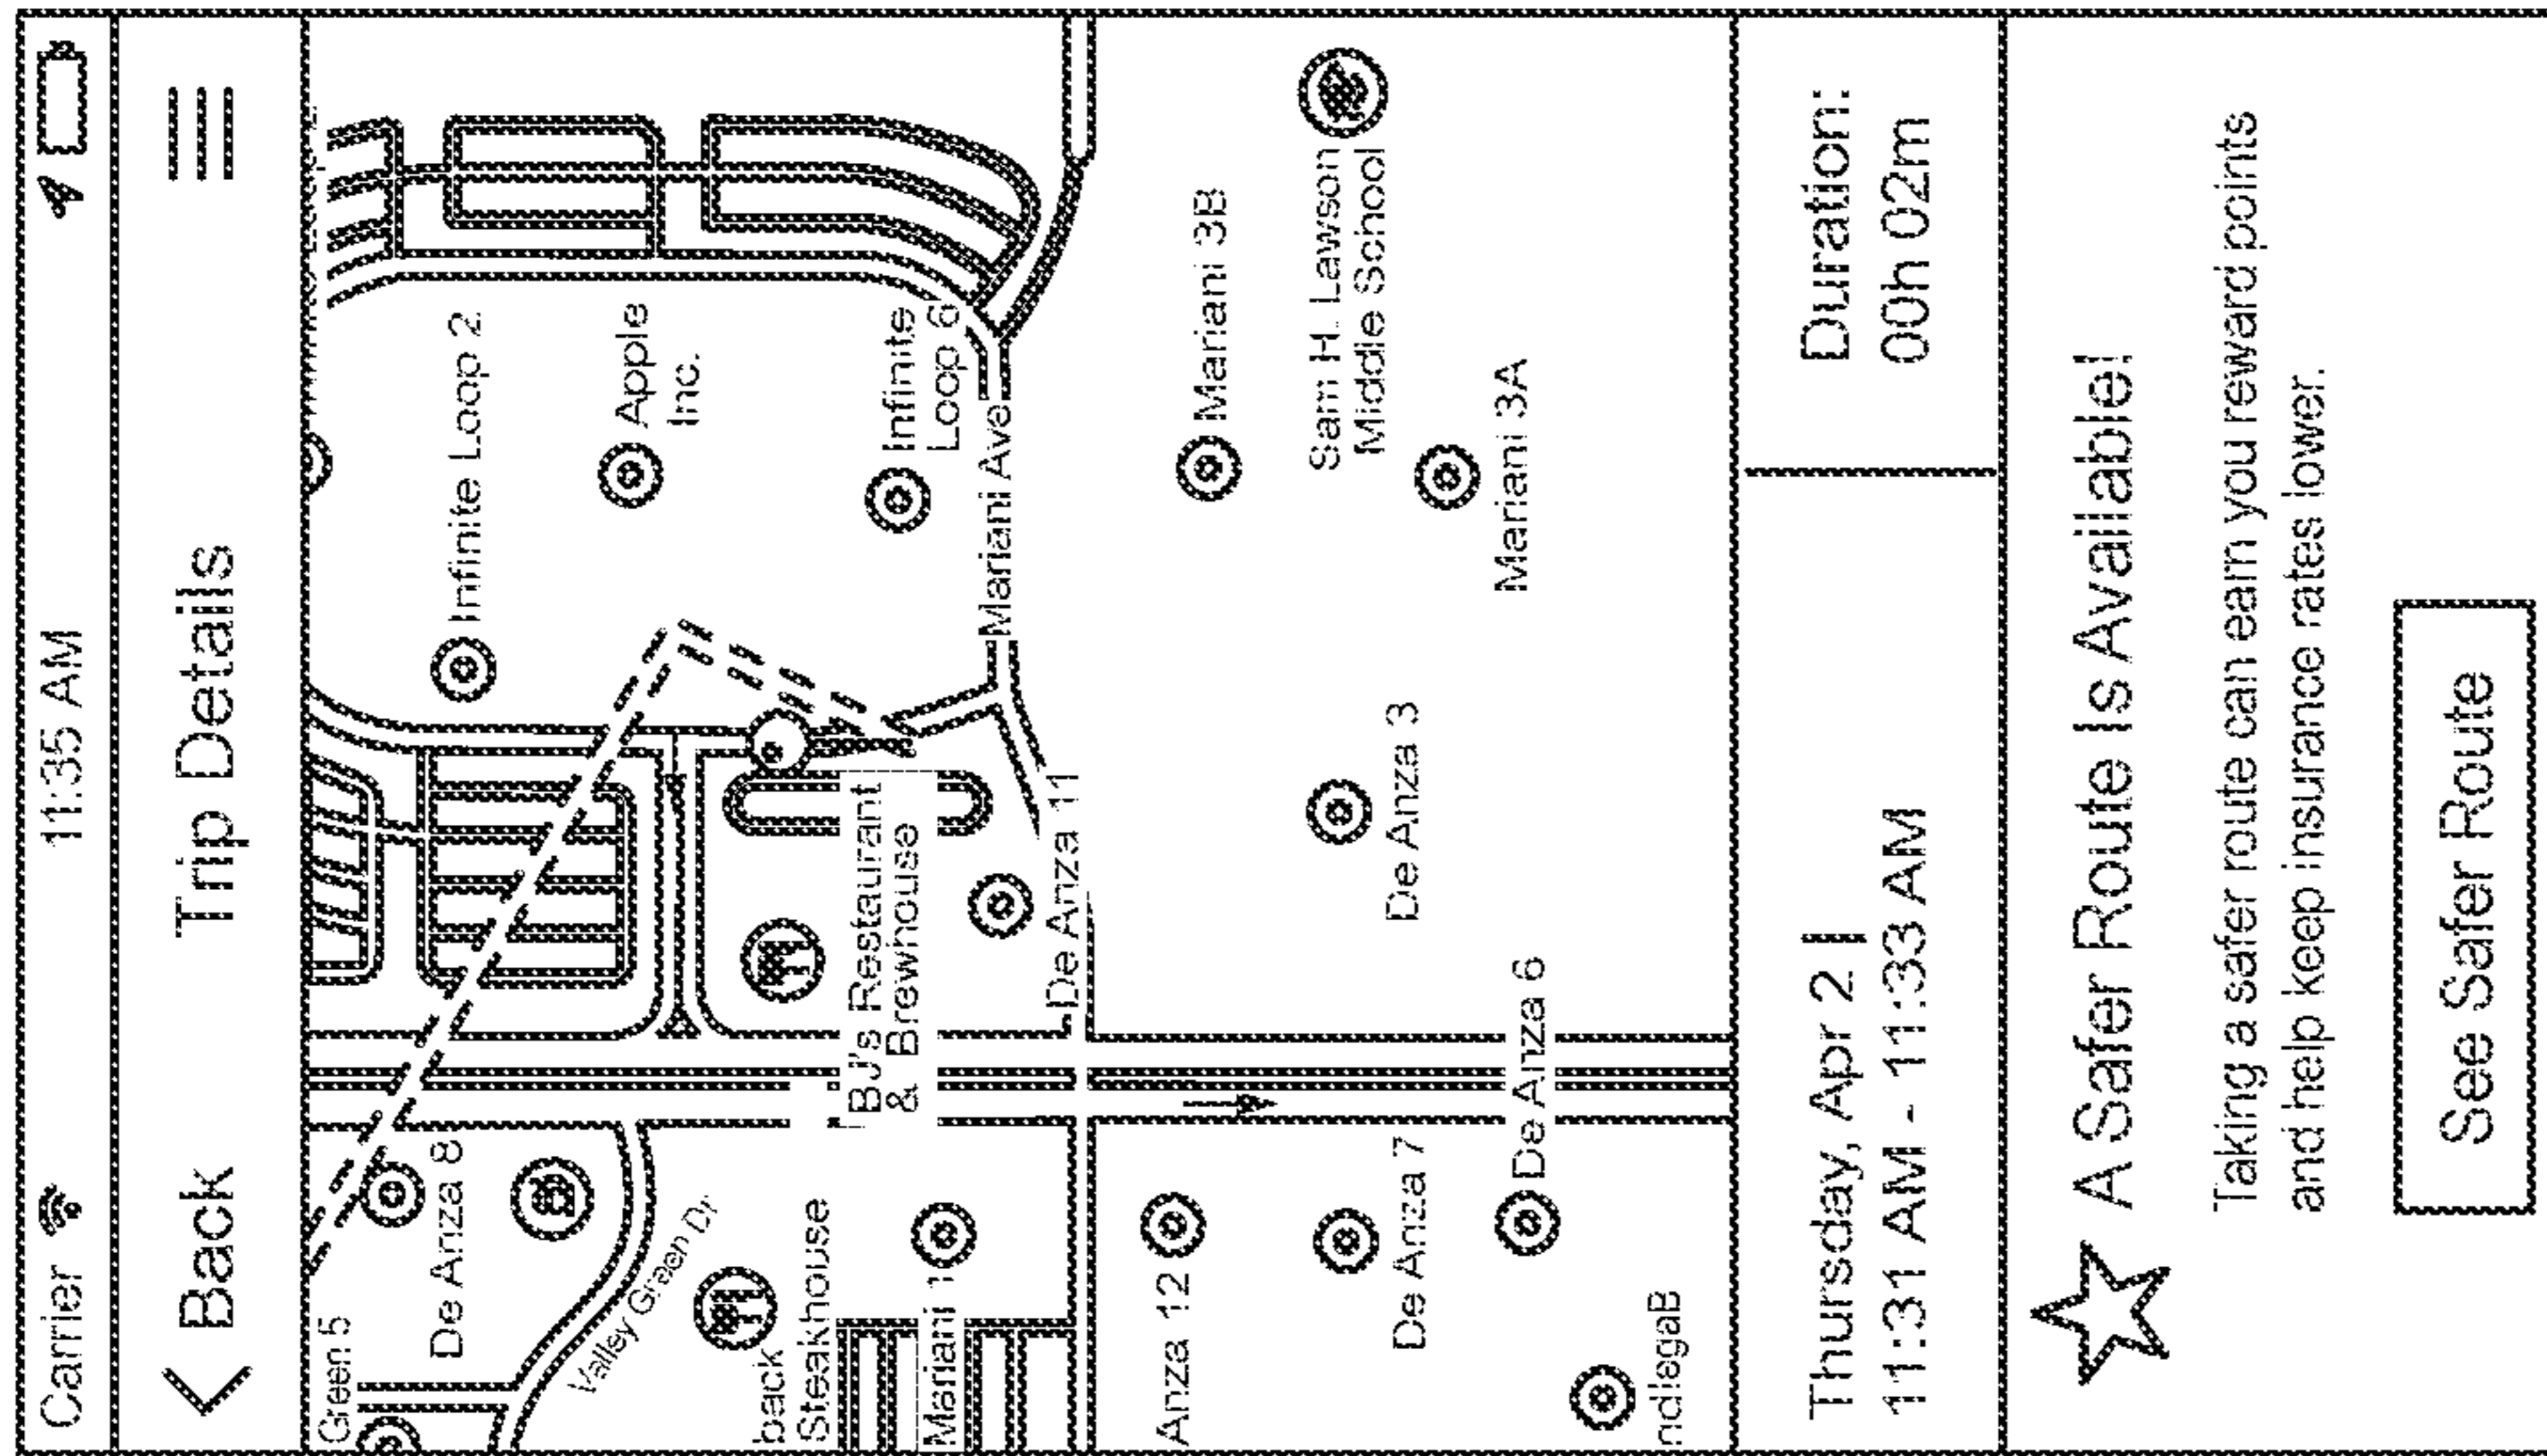 Carrier
11:35 AM
Back
Trip Details
Green 5
De Anza 8
Infinite Loop 2
Apple
Inc.
Valley Green Dr
Infinite
Loop 6
back
Steakhouse
BJ's Restaurant
& Brewhouse
Mariani 1
Mariani Ave
De Anza 11
Anza 12
Mariani 3B
Sam H. Lawson
Middle School
De Anza 3
De Anza 7
Mariani 3A
De Anza 6
ndlegaB
Thursday, Apr 2 |
11:31 AM - 11:33 AM
Duration:
00h 02m
A Safer Route Is Available!
Taking a safer route can earn you reward points
and help keep insurance rates lower.
See Safer Route